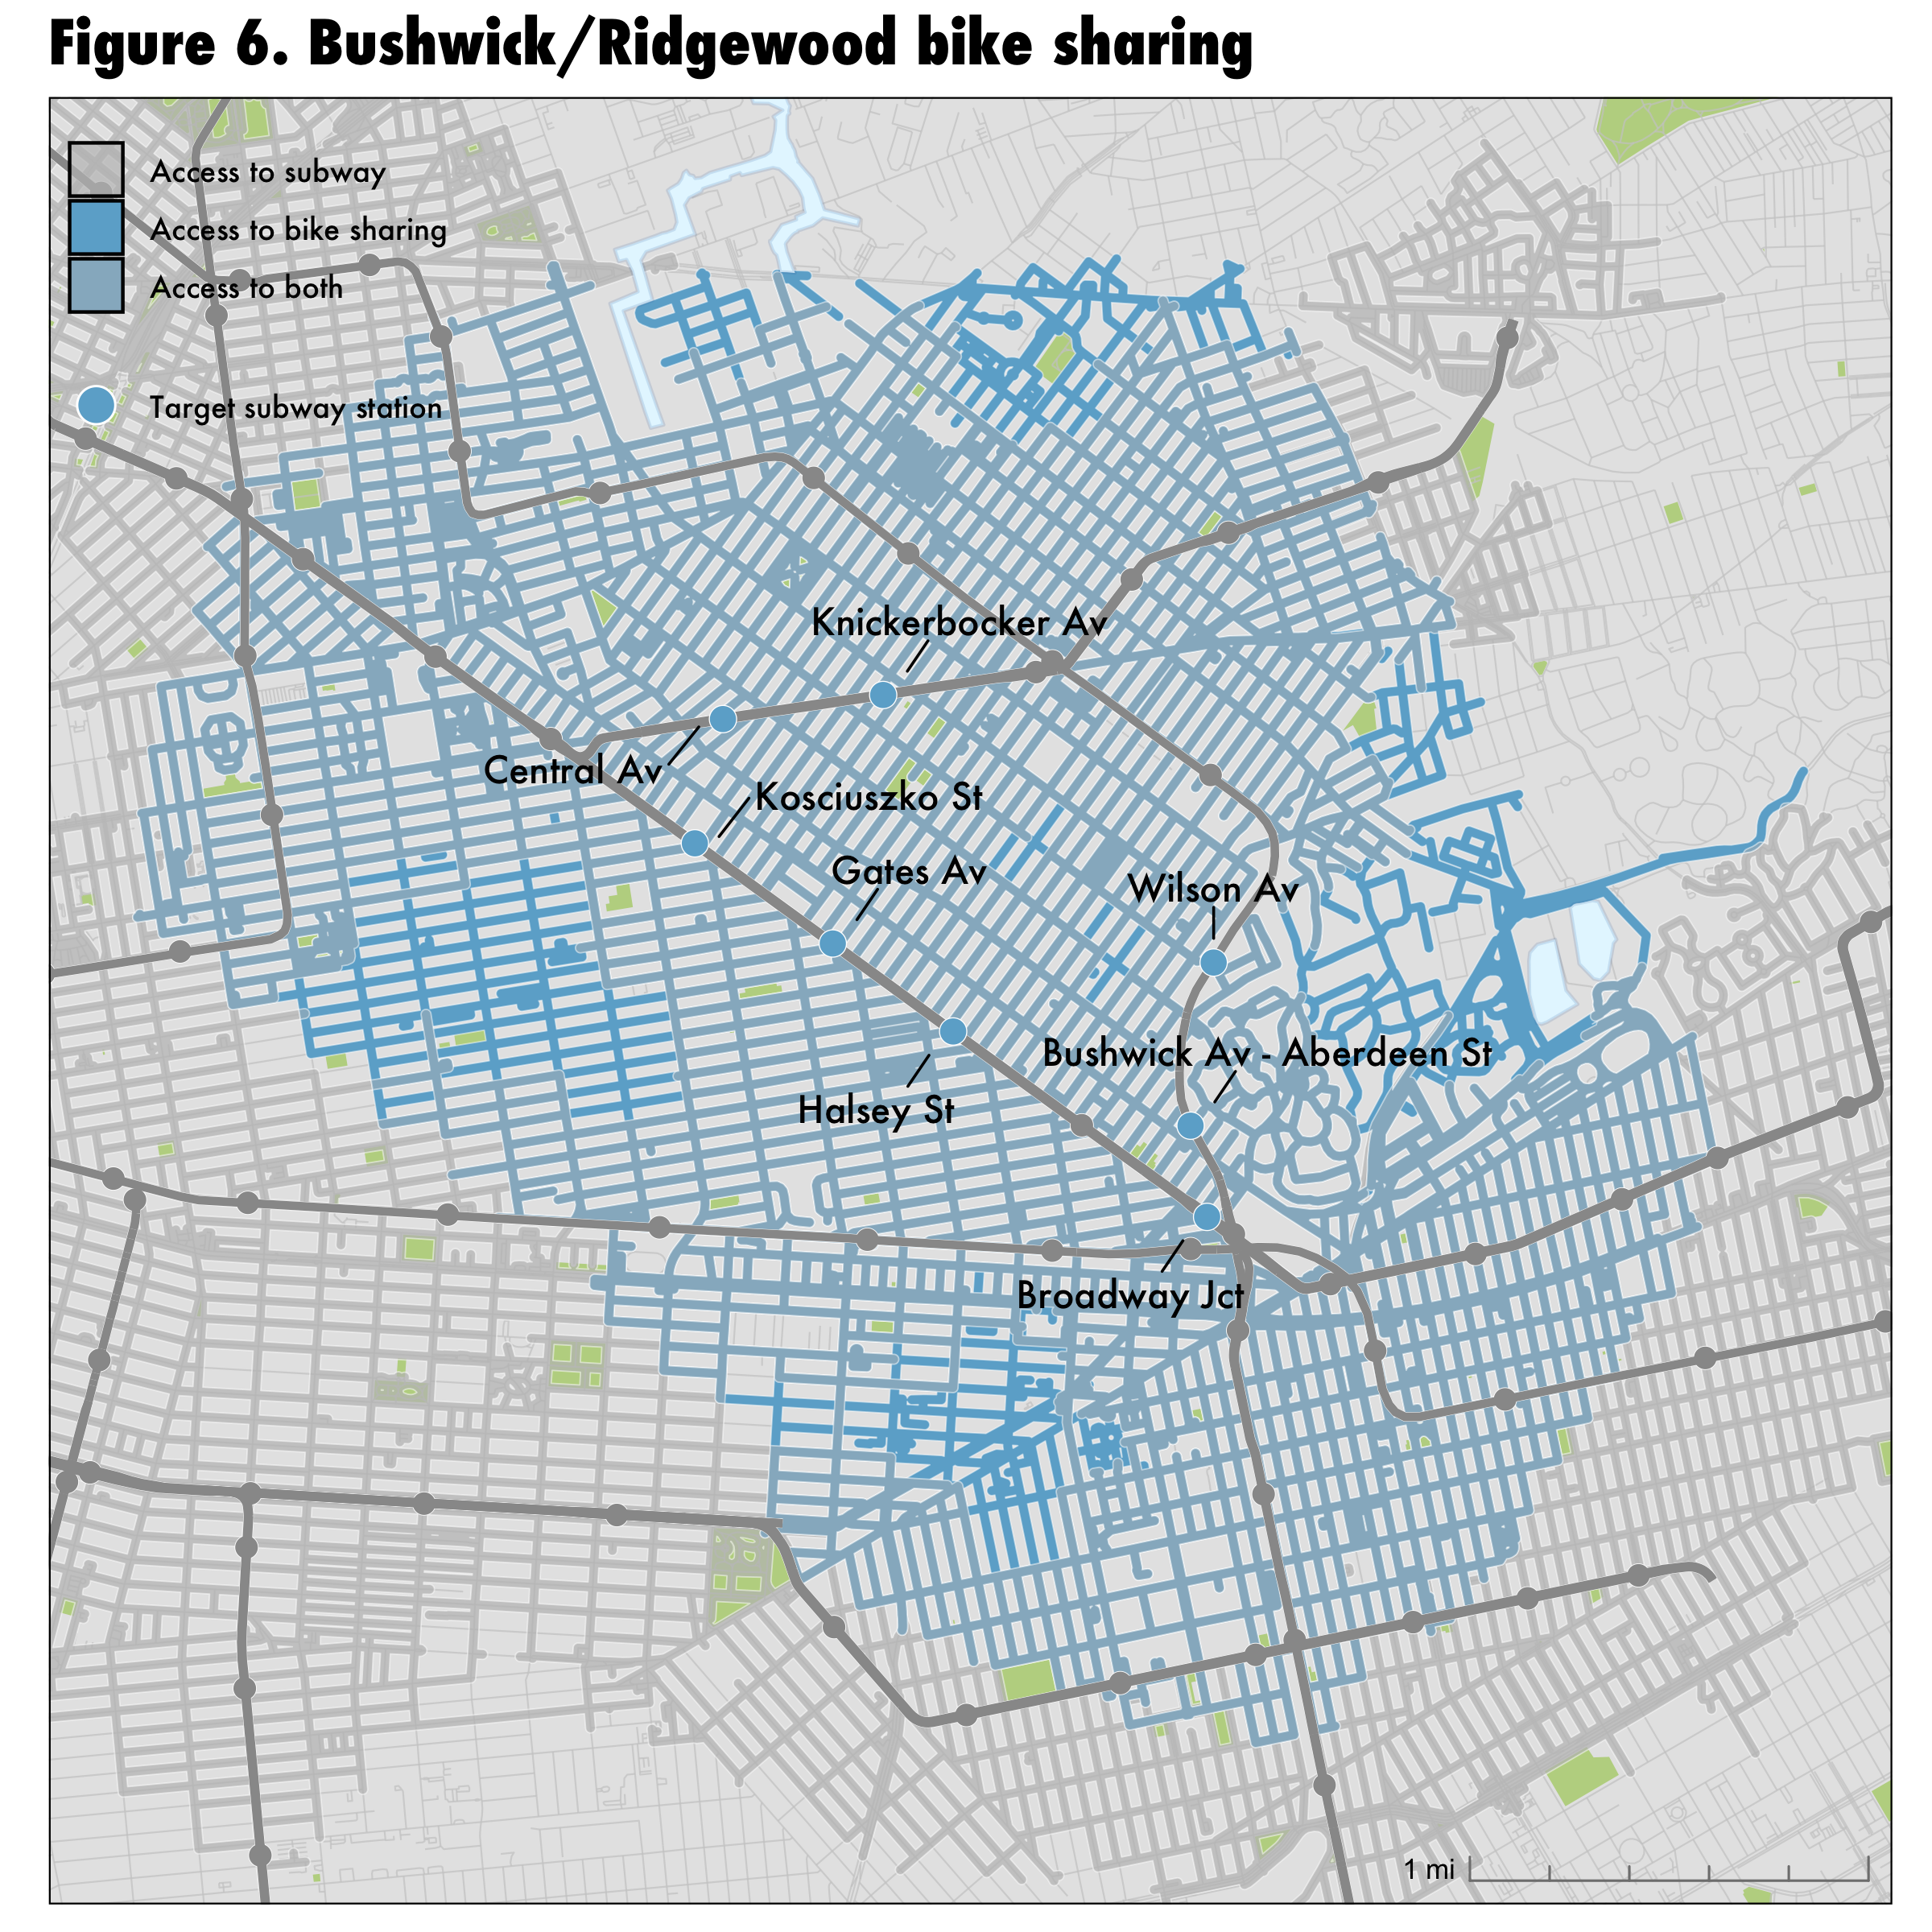 Figure 6. Bushwick/Ridgewood bike sharing
Access to subway
Access to bike sharing
Access to both
Target subway station
Knickerbocker Av
Central Av
Kosciuszko St
Gates Av
Wilson Av
Bushwick Av - Aberdeen St
Halsey St
Broadway Jct
1 mi